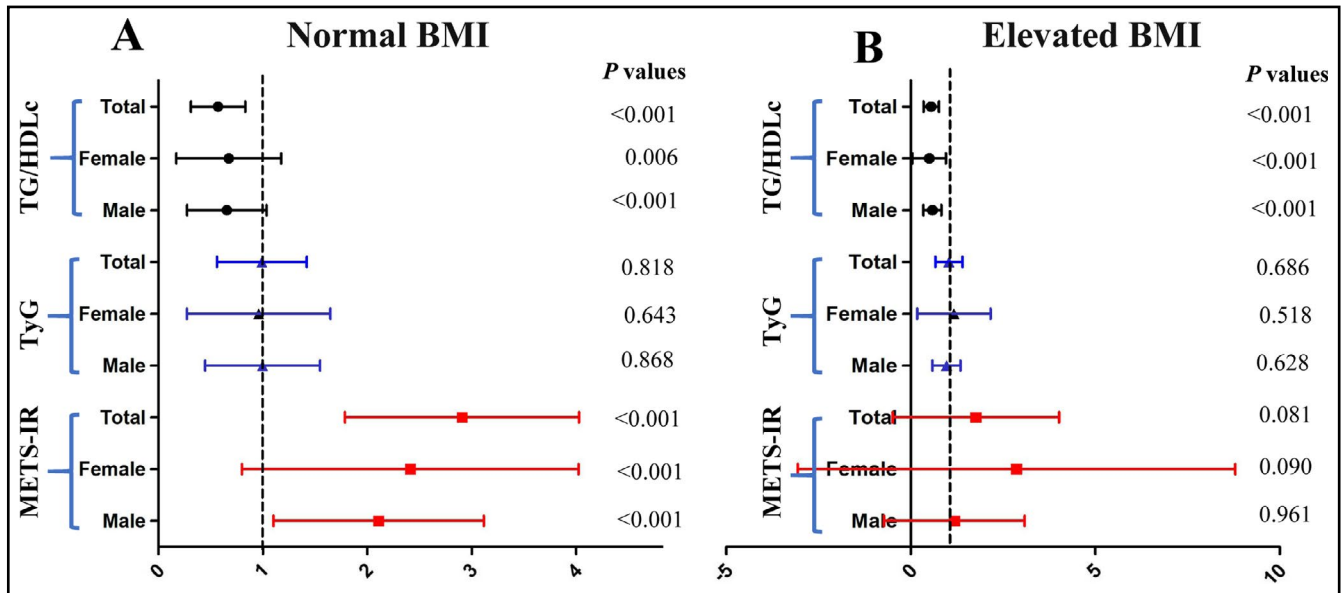 A
Normal BMI
P values
TG/HDLc
Total
<0.001
Female
0.006
Male
<0.001
TyG
Total
0.818
Female
0.643
Male
0.868
METS-IR
Total
<0.001
Female
<0.001
Male
<0.001
0
1
2
3
4
B
Elevated BMI
P values
TG/HDLc
Total
<0.001
Female
<0.001
Male
<0.001
TyG
Total
0.686
Female
0.518
Male
0.628
METS-IR
Total
0.081
Female
0.090
Male
0.961
-5
0
5
10